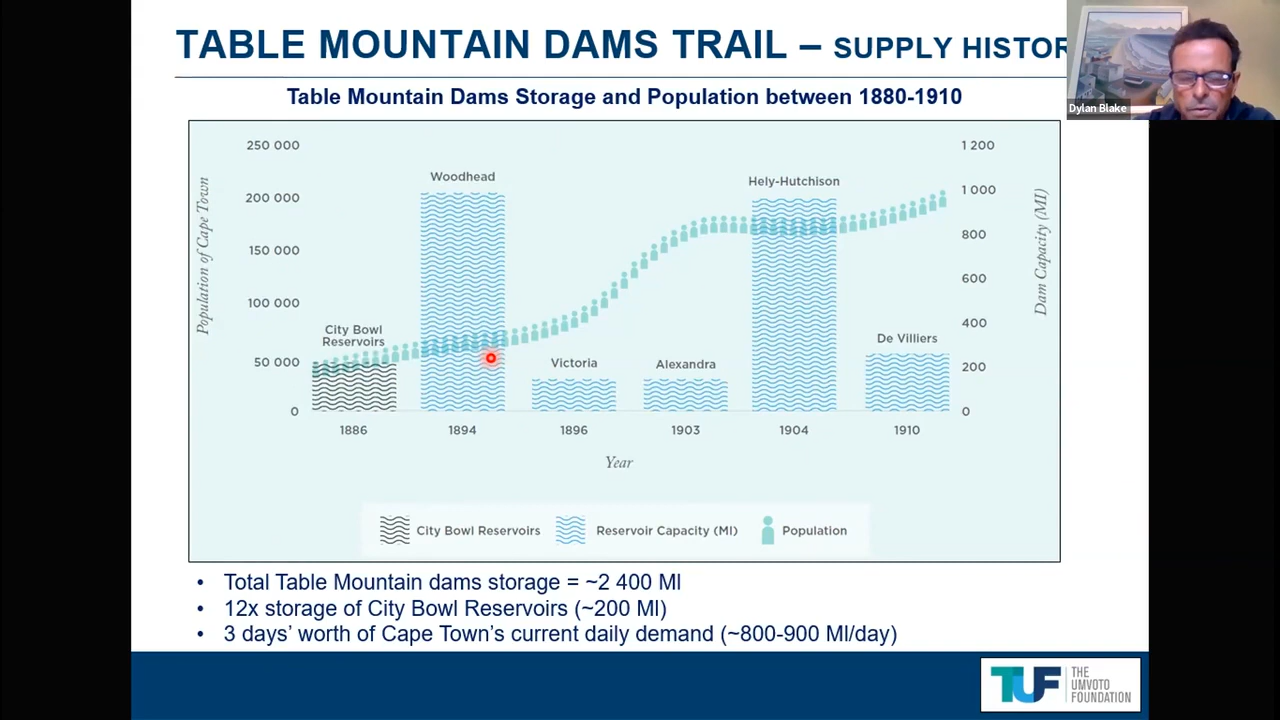 TABLE MOUNTAIN DAMS TRAIL – SUPPLY HISTOR
Dylan Blake
Table Mountain Dams Storage and Population between 1880-1910
Population of Cape Town
250 000
200 000
150 000
100 000
50 000
0
City Bowl
Reservoirs
Woodhead
Victoria
Alexandra
Hely-Hutchison
De Villiers
1 200
1 000
800
600
400
200
0
Dam Capacity (Ml)
1886 1894 1896 1903 1904 1910
Year
City Bowl Reservoirs Reservoir Capacity (Ml) Population
• Total Table Mountain dams storage = ~2 400 Ml
• 12x storage of City Bowl Reservoirs (~200 Ml)
• 3 days’ worth of Cape Town’s current daily demand (~800-900 Ml/day)
TUF THE
UMVOTO
FOUNDATION